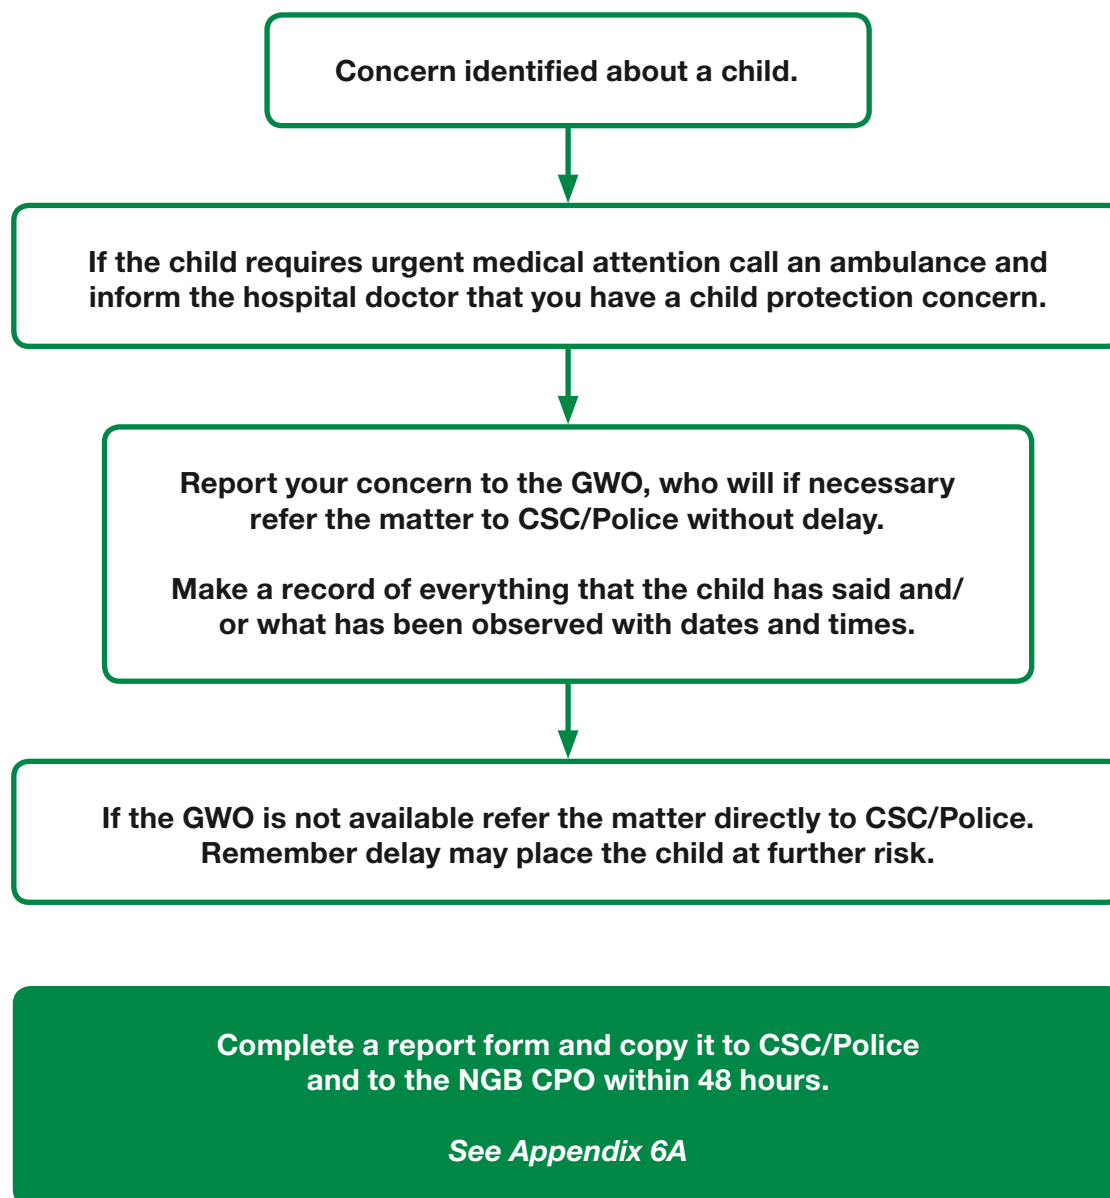 Concern identified about a child.
If the child requires urgent medical attention call an ambulance and
inform the hospital doctor that you have a child protection concern.
Report your concern to the GWO, who will if necessary
refer the matter to CSC/Police without delay.
Make a record of everything that the child has said and/
or what has been observed with dates and times.
If the GWO is not available refer the matter directly to CSC/Police.
Remember delay may place the child at further risk.
Complete a report form and copy it to CSC/Police
and to the NGB CPO within 48 hours.
See Appendix 6A